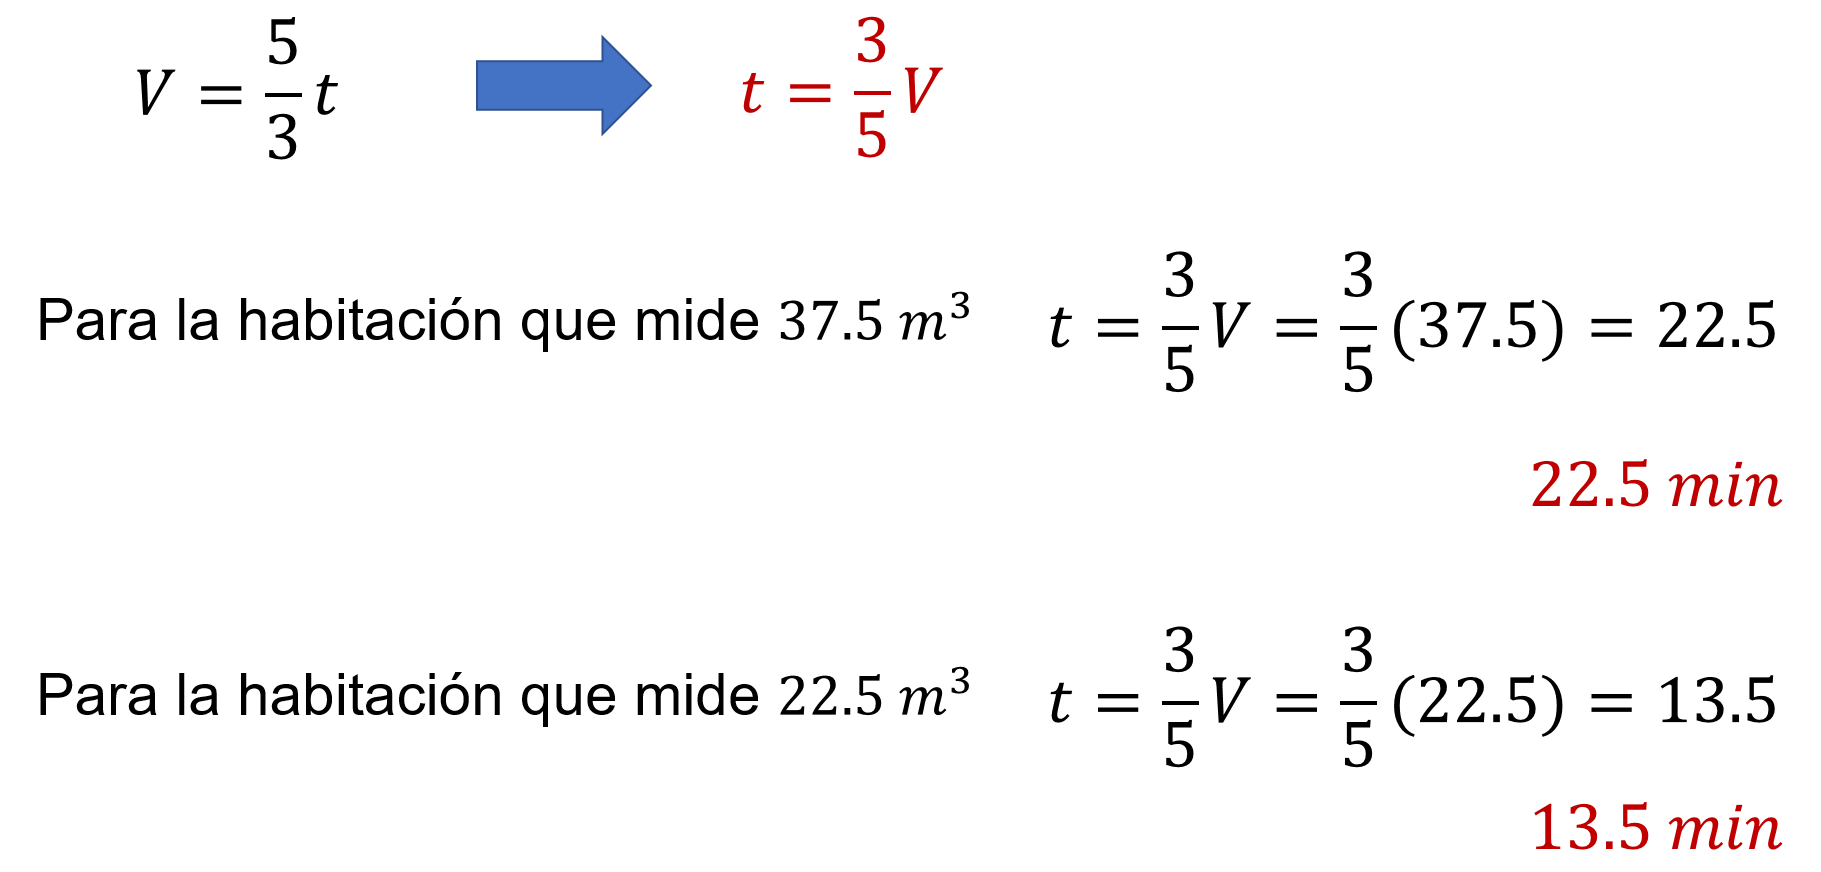 V = 5/3 t t = 3/5 V
Para la habitación que mide 37.5 m³ t = 3/5 V = 3/5 (37.5) = 22.5
22.5 min
Para la habitación que mide 22.5 m³ t = 3/5 V = 3/5 (22.5) = 13.5
13.5 min